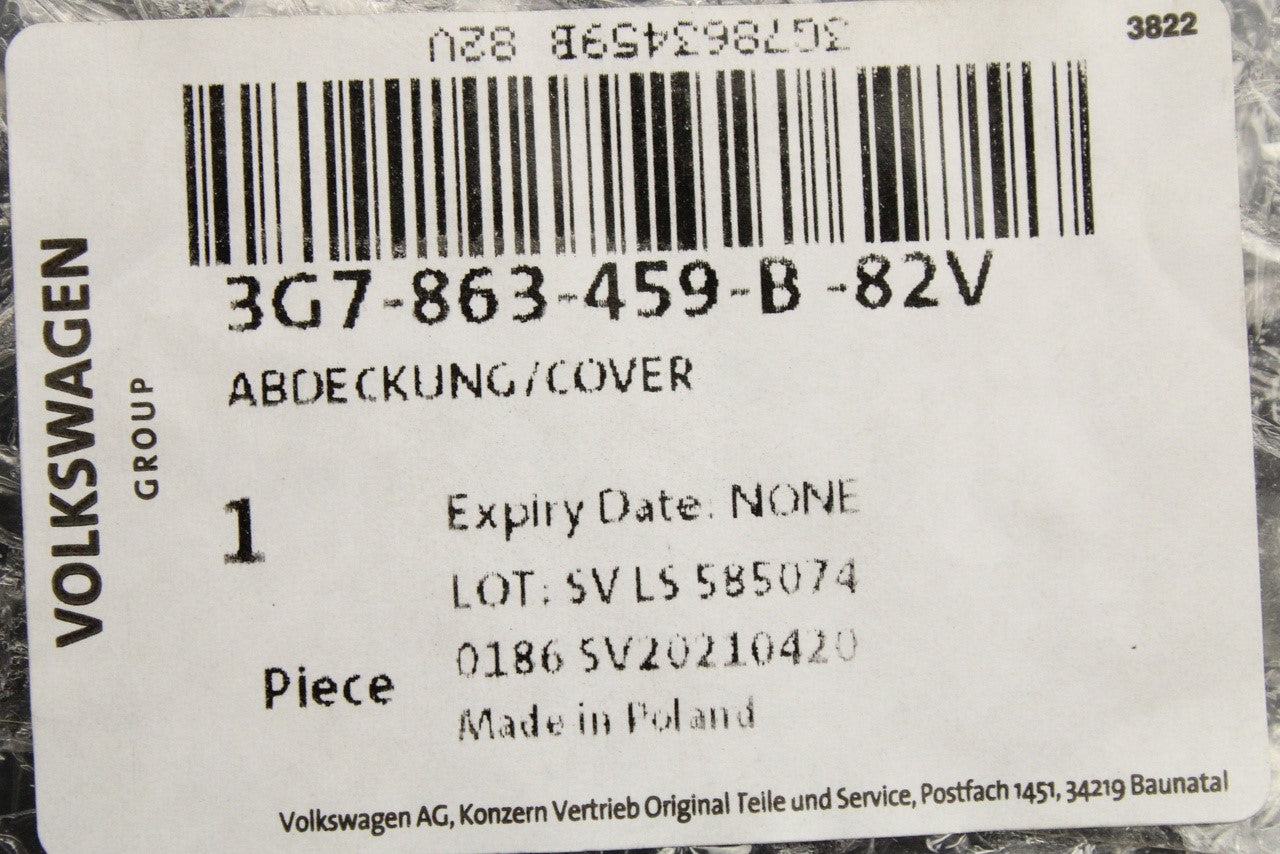 3822
3G7863459B 82V
3G7-863-459-B -82V
ABDECKUNG/COVER
VOLKSWAGEN
GROUP
1
Expiry Date: NONE
LOT: SV LS 585074
0186 SV20210420
Piece
Made in Poland
Volkswagen AG, Konzern Vertrieb Original Teile und Service, Postfach 1451, 34219 Baunatal